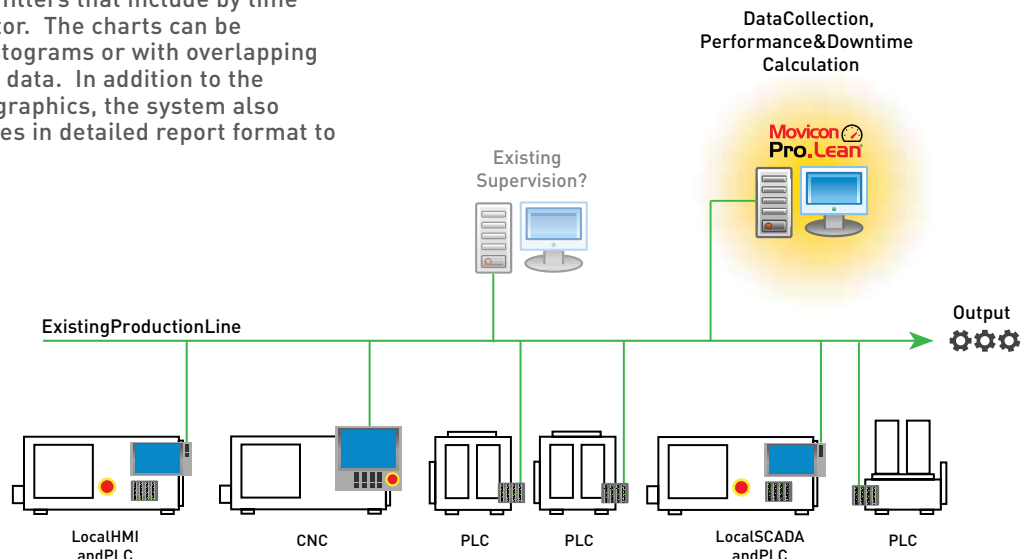 filters that include by time
tor. The charts can be
stograms or with overlapping
data. In addition to the
graphics, the system also
es in detailed report format to
DataCollection,
Performance&Downtime
Calculation
Movicon
Pro.Lean
Existing
Supervision?
ExistingProductionLine
Output
LocalHMI
andPLC
CNC
PLC
PLC
LocalSCADA
andPLC
PLC